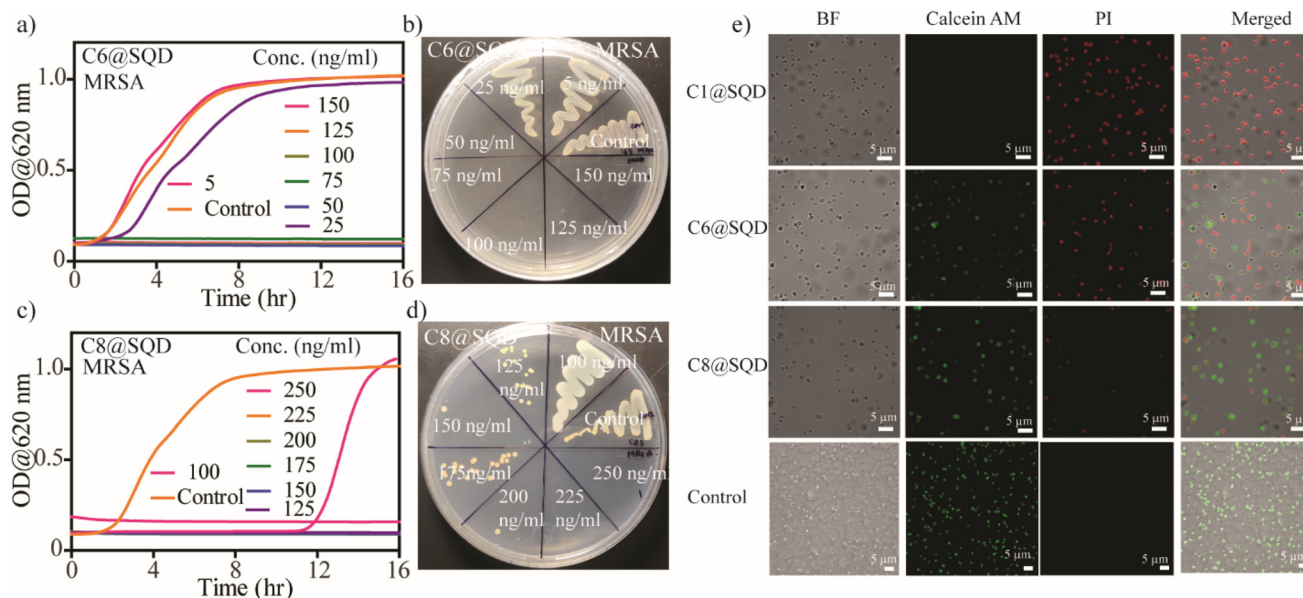 a)
C6@SQD
MRSA
Conc. (ng/ml)
150
125
100
75
50
25
5
Control
1.0
0.5
0
OD@620 nm
0 4 8 12 16
Time (hr)
b)
C6@SQD
MRSA
25 ng/ml
5 ng/ml
50 ng/ml
Control
75 ng/ml
150 ng/ml
100 ng/ml
125 ng/ml
c)
C8@SQD
MRSA
Conc. (ng/ml)
250
225
200
175
150
125
100
Control
1.0
0.5
0
OD@620 nm
0 4 8 12 16
Time (hr)
d)
C8@SQD
MRSA
125
ng/ml
100 ng/ml
150 ng/ml
Control
175 ng/ml
250 ng/ml
200
ng/ml
225
ng/ml
e)
BF Calcein AM PI Merged
C1@SQD
5 μm 5 μm 5 μm 5 μm
C6@SQD
5 μm 5 μm 5 μm 5 μm
C8@SQD
5 μm 5 μm 5 μm 5 μm
Control
5 μm 5 μm 5 μm 5 μm